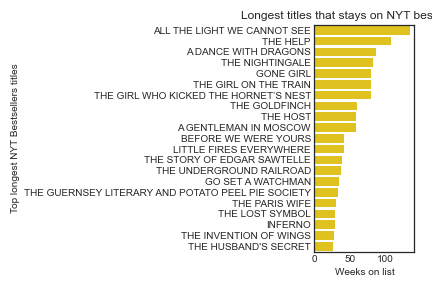 Longest titles that stays on NYT bes
ALL THE LIGHT WE CANNOT SEE
THE HELP
A DANCE WITH DRAGONS
THE NIGHTINGALE
GONE GIRL
THE GIRL ON THE TRAIN
THE GIRL WHO KICKED THE HORNET'S NEST
THE GOLDFINCH
THE HOST
A GENTLEMAN IN MOSCOW
BEFORE WE WERE YOURS
LITTLE FIRES EVERYWHERE
THE STORY OF EDGAR SAWTELLE
THE UNDERGROUND RAILROAD
GO SET A WATCHMAN
THE GUERNSEY LITERARY AND POTATO PEEL PIE SOCIETY
THE PARIS WIFE
THE LOST SYMBOL
INFERNO
THE INVENTION OF WINGS
THE HUSBAND'S SECRET
Top longest NYT Bestsellers titles
0 50 100
Weeks on list